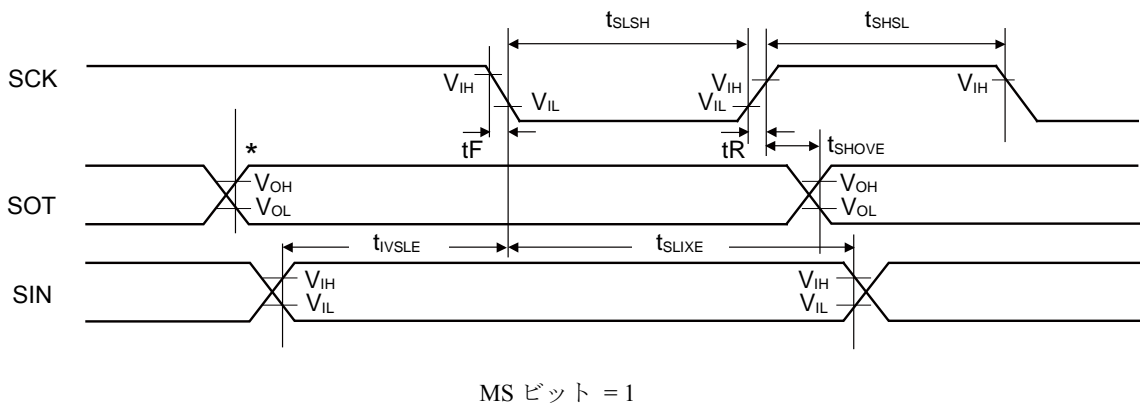 tSLSH tSHSL
SCK VIH VIL VIH VIL VIH
tF tR tSHOVE
*
SOT VOH VOL VOH VOL
tIVSLE tSLIXE
SIN VIH VIL VIH VIL
MS ビット = 1